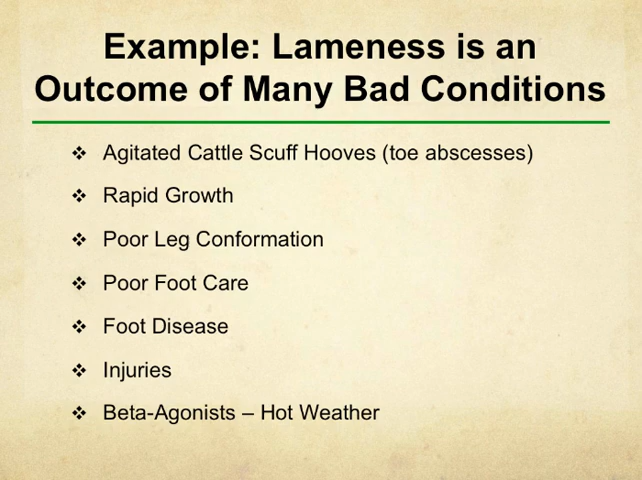 Example: Lameness is an
Outcome of Many Bad Conditions
❖ Agitated Cattle Scuff Hooves (toe abscesses)
❖ Rapid Growth
❖ Poor Leg Conformation
❖ Poor Foot Care
❖ Foot Disease
❖ Injuries
❖ Beta-Agonists – Hot Weather